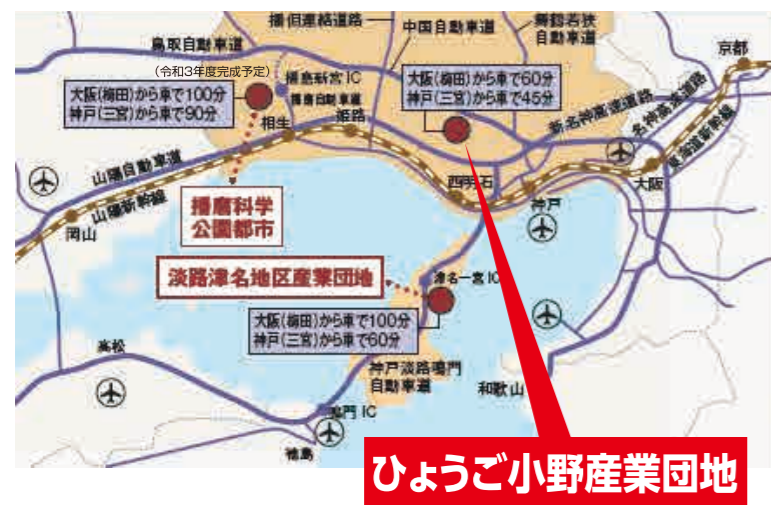 播但連絡道路
舞鶴若狭
自動車道
中国自動車道
鳥取自動車道
京都
(令和3年度完成予定)
播磨新宮IC
大阪(梅田)から車で100分
神戸(三宮)から車で90分
播磨自動車道
大阪(梅田)から車で60分
神戸(三宮)から車で45分
相生
姫路
新名神高速道路
名神高速道路
東海道新幹線
山陽自動車道
山陽新幹線
西明石
大阪
神戸
岡山
播磨科学
公園都市
淡路津名地区産業団地
津名一宮IC
大阪(梅田)から車で100分
神戸(三宮)から車で60分
高松
神戸淡路鳴門
自動車道
和歌山
鳴門IC
徳島
ひょうご小野産業団地